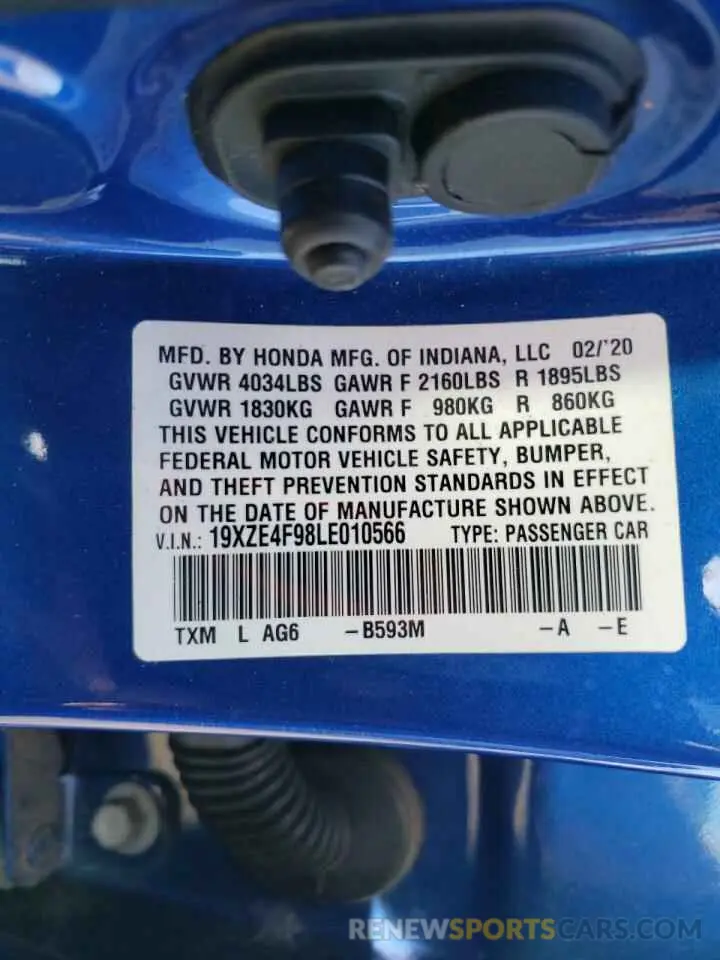 MFD. BY HONDA MFG. OF INDIANA, LLC 02/'20
GVWR 4034LBS GAWR F 2160LBS R 1895LBS
GVWR 1830KG GAWR F 980KG R 860KG
THIS VEHICLE CONFORMS TO ALL APPLICABLE
FEDERAL MOTOR VEHICLE SAFETY, BUMPER,
AND THEFT PREVENTION STANDARDS IN EFFECT
ON THE DATE OF MANUFACTURE SHOWN ABOVE.
V.I.N.: 19XZE4F98LE010566 TYPE: PASSENGER CAR
TXM L AG6 -B593M -A -E
RENEWSPORTSCARS.COM